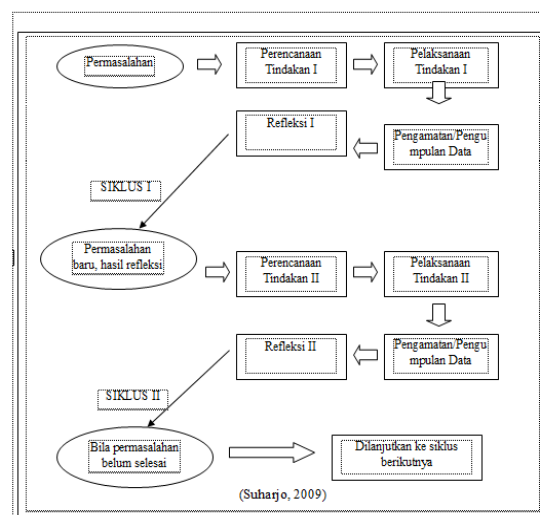 Permasalahan
Perencanaan
Tindakan I
Pelaksanaan
Tindakan I
Refleksi I
Pengamatan/Pengu
mpulan Data
SIKLUS I
Permasalahan
baru, hasil refleksi
Perencanaan
Tindakan II
Pelaksanaan
Tindakan II
Refleksi II
Pengamatan/Pengu
mpulan Data
SIKLUS II
Bila permasalahan
belum selesai
Dilanjutkan ke siklus
berikutnya
(Suharjo, 2009)